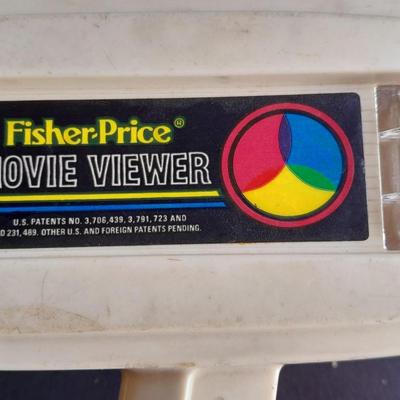 Fisher-Price®
MOVIE VIEWER
U.S. PATENTS NO. 3,706,439, 3,791,723 AND
D 231,489. OTHER U.S. AND FOREIGN PATENTS PENDING.